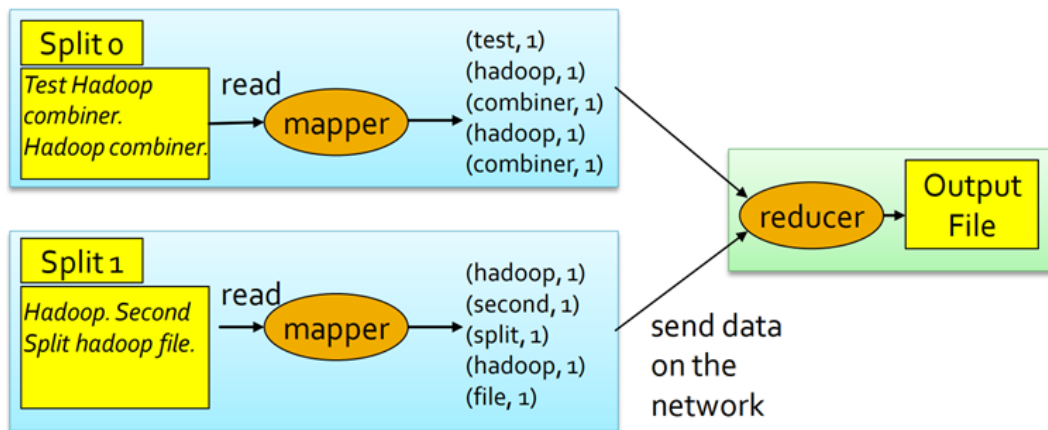 Split 0
Test Hadoop
combiner.
Hadoop combiner.
read
mapper
(test, 1)
(hadoop, 1)
(combiner, 1)
(hadoop, 1)
(combiner, 1)
Split 1
Hadoop. Second
Split hadoop file.
read
mapper
(hadoop, 1)
(second, 1)
(split, 1)
(hadoop, 1)
(file, 1)
reducer
Output
File
send data
on the
network